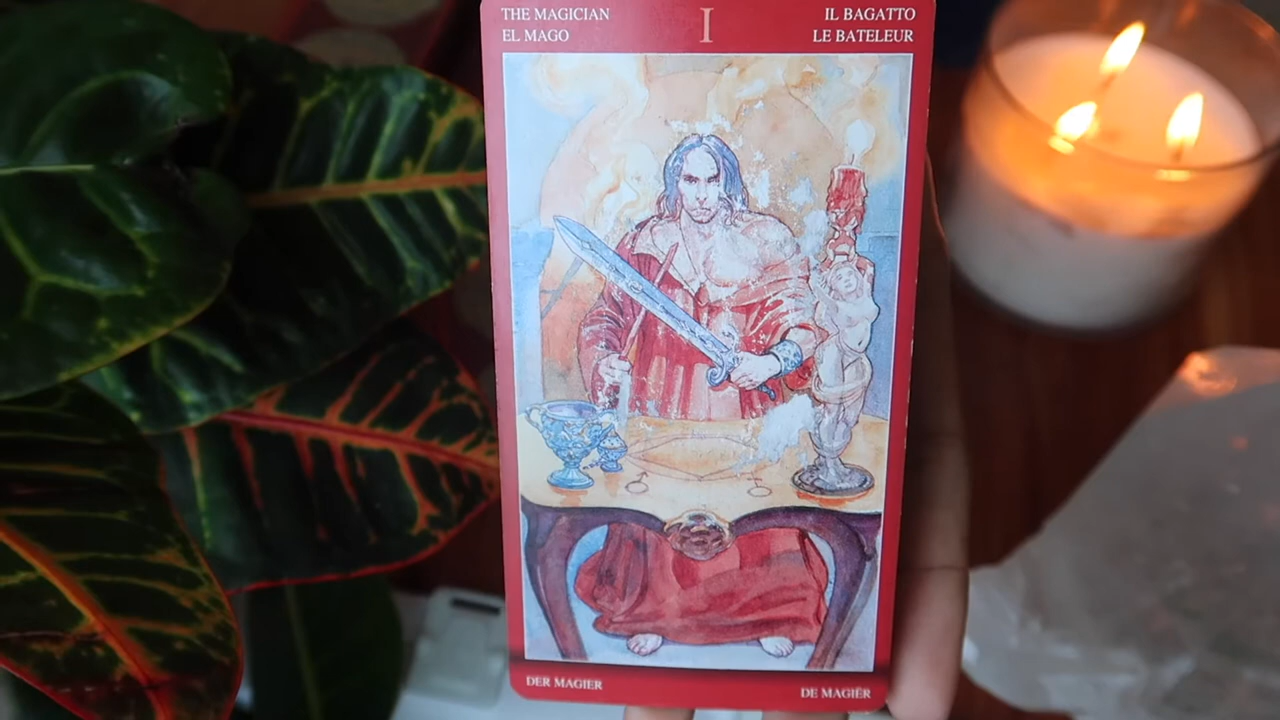 THE MAGICIAN
EL MAGO
I
IL BAGATTO
LE BATELEUR
DER MAGIER
DE MAGIËR